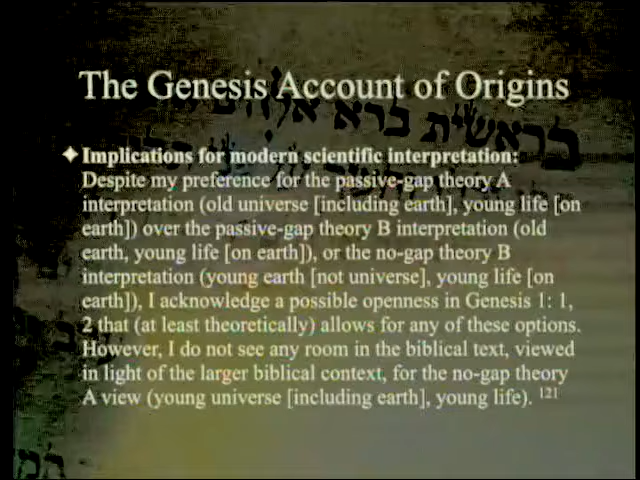 The Genesis Account of Origins
בראשית ברא אלהים
✦ Implications for modern scientific interpretation:
Despite my preference for the passive-gap theory A
interpretation (old universe [including earth], young life [on
earth]) over the passive-gap theory B interpretation (old
earth, young life [on earth]), or the no-gap theory B
interpretation (young earth [not universe], young life [on
earth]), I acknowledge a possible openness in Genesis 1: 1,
2 that (at least theoretically) allows for any of these options.
However, I do not see any room in the biblical text, viewed
in light of the larger biblical context, for the no-gap theory
A view (young universe [including earth], young life). 121